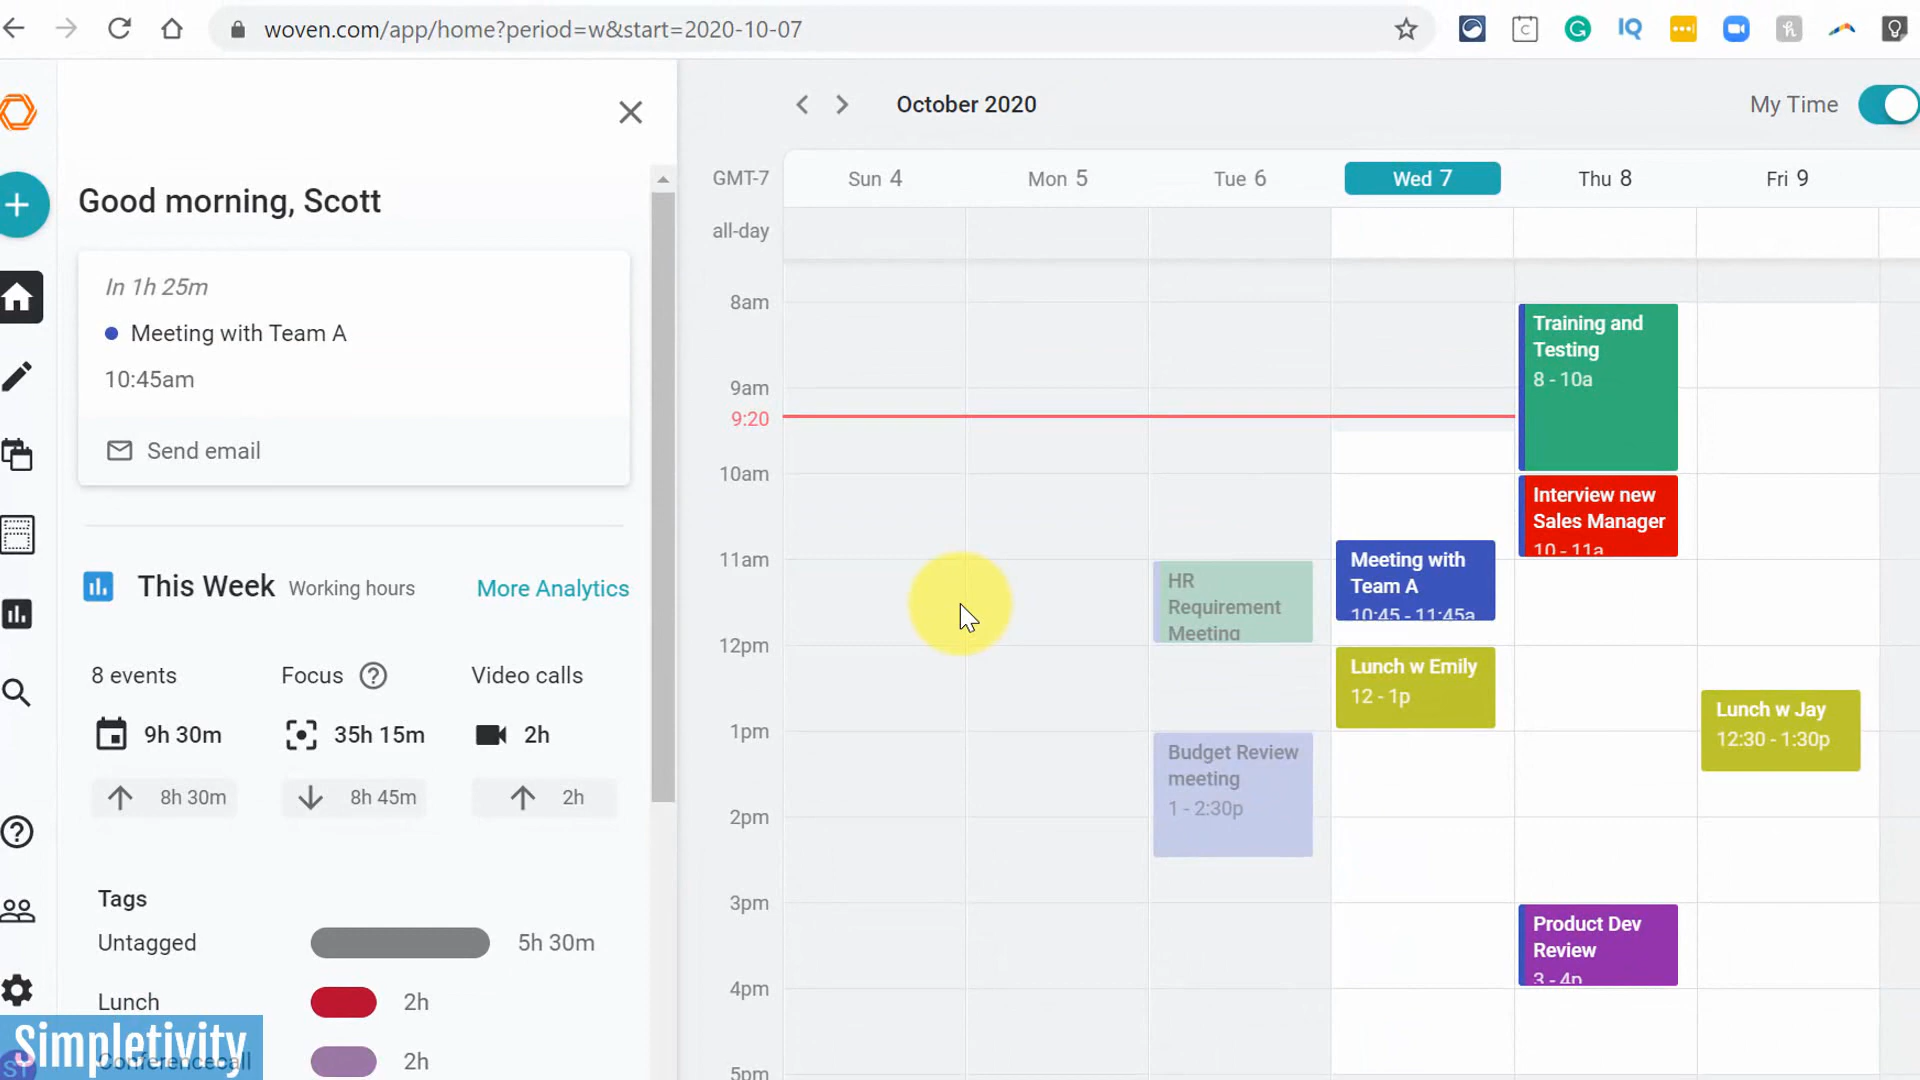 woven.com/app/home?period=w&start=2020-10-07
Good morning, Scott
In 1h 25m
Meeting with Team A
10:45am
Send email
This Week Working hours More Analytics
8 events Focus Video calls
9h 30m 35h 15m 2h
8h 30m 8h 45m 2h
Tags
Untagged 5h 30m
Lunch 2h
Conferencecall 2h
Simpletivity
ST
October 2020
My Time
GMT-7 Sun 4 Mon 5 Tue 6 Wed 7 Thu 8 Fri 9
all-day
8am
9am
9:20
10am
11am
12pm
1pm
2pm
3pm
4pm
5pm
HR
Requirement
Meeting
Budget Review
meeting
1 - 2:30p
Meeting with
Team A
10:45 - 11:45a
Lunch w Emily
12 - 1p
Training and
Testing
8 - 10a
Interview new
Sales Manager
10 - 11a
Product Dev
Review
3 - 4p
Lunch w Jay
12:30 - 1:30p